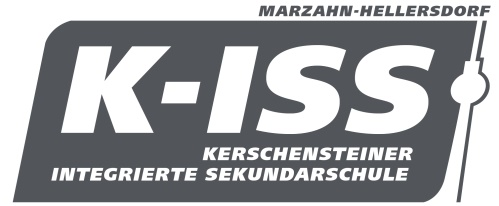 MARZAHN-HELLERSDORF
K-ISS
KERSCHENSTEINER
INTEGRIERTE SEKUNDARSCHULE